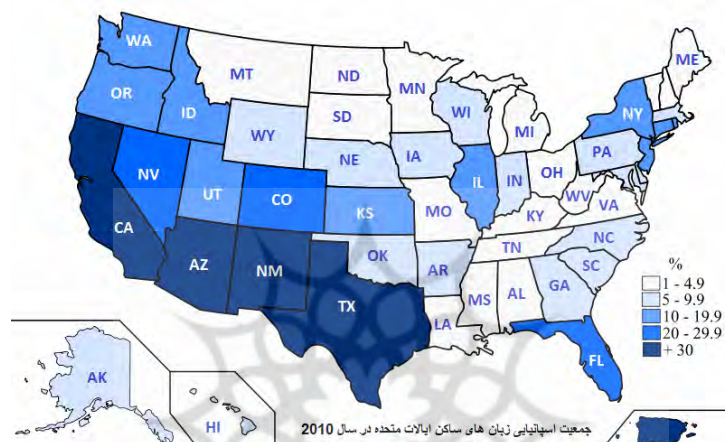 WA
MT
ND
MN
ME
OR
ID
SD
WI
MI
NY
WY
NE
IA
PA
NV
UT
CO
KS
IL
IN
OH
MO
KY
WV
VA
CA
AZ
NM
OK
AR
TN
NC
SC
TX
LA
MS
AL
GA
FL
AK
HI
%
1 - 4.9
5 - 9.9
10 - 19.9
20 - 29.9
+ 30
جمعیت اسپانیایی زبان های ساکن ایالات متحده در سال 2010